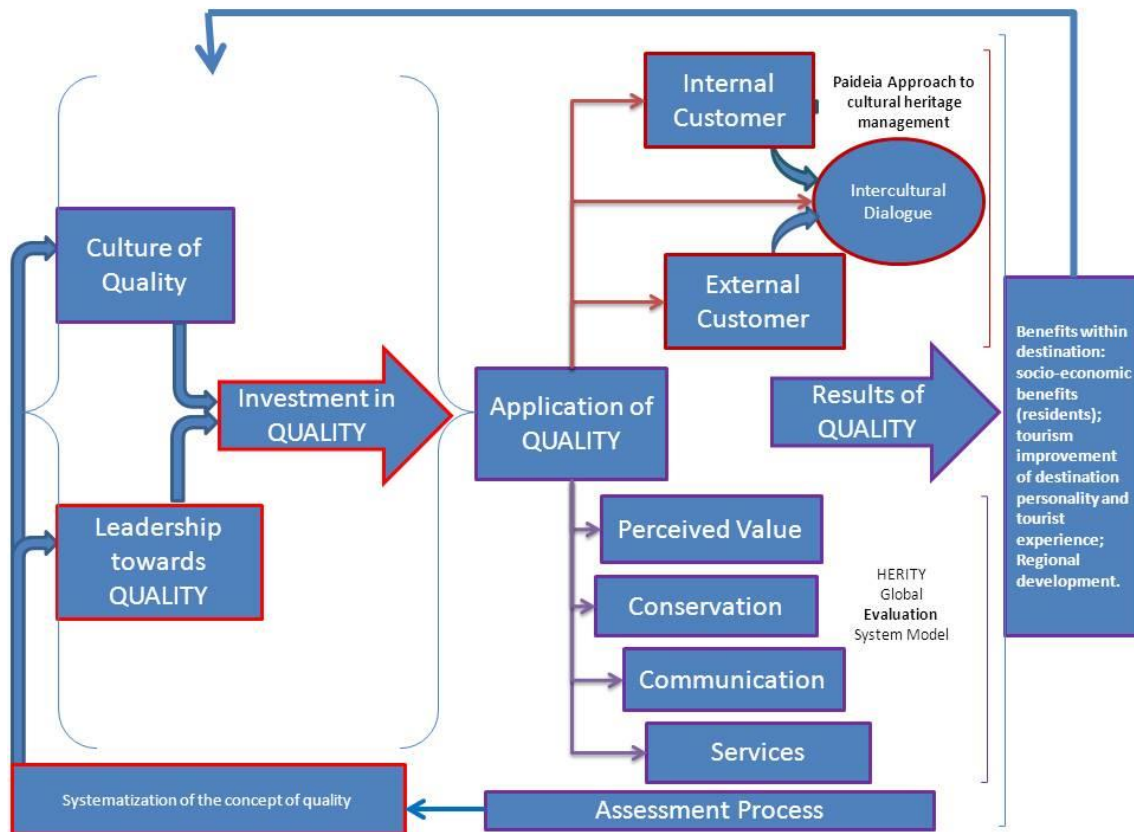 Internal
Customer
Paideia Approach to
cultural heritage
management
Intercultural
Dialogue
Culture of
Quality
External
Customer
Investment in
QUALITY
Application of
QUALITY
Results of
QUALITY
Benefits within
destination:
socio-economic
benefits
(residents);
tourism
improvement
of destination
personality and
tourist
experience;
Regional
development.
Leadership
towards
QUALITY
Perceived Value
Conservation
Communication
Services
HERITY
Global
Evaluation
System Model
Systematization of the concept of quality
Assessment Process